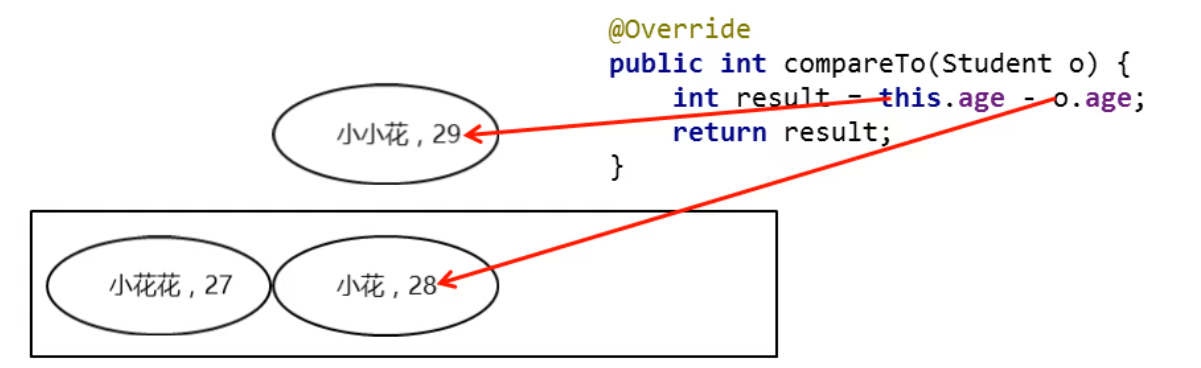 @Override
public int compareTo(Student o) {
    int result = this.age - o.age;
    return result;
}
小小花，29
小花花，27
小花，28